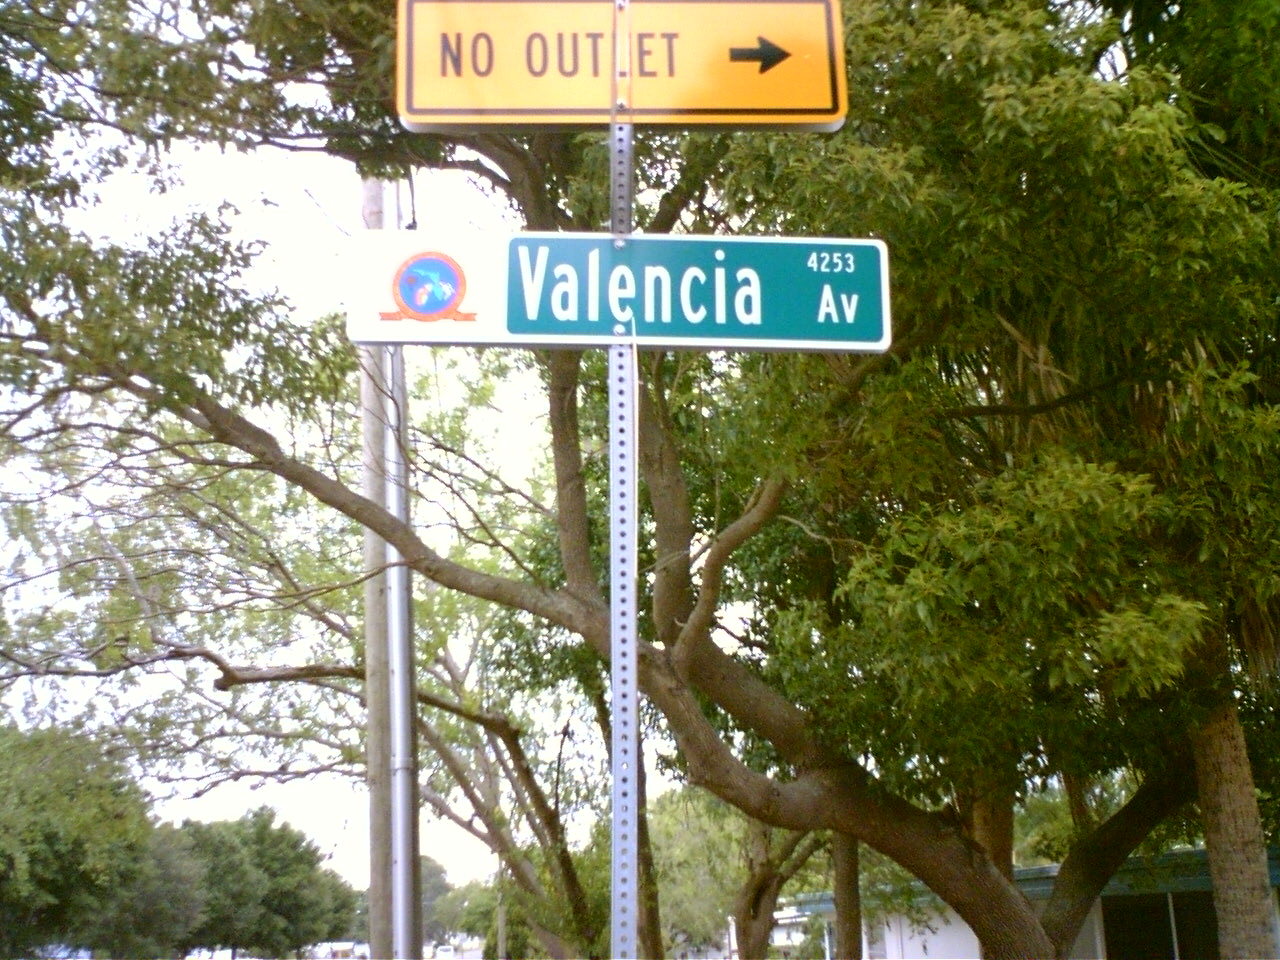 NO OUTLET
Valencia
4253
Av